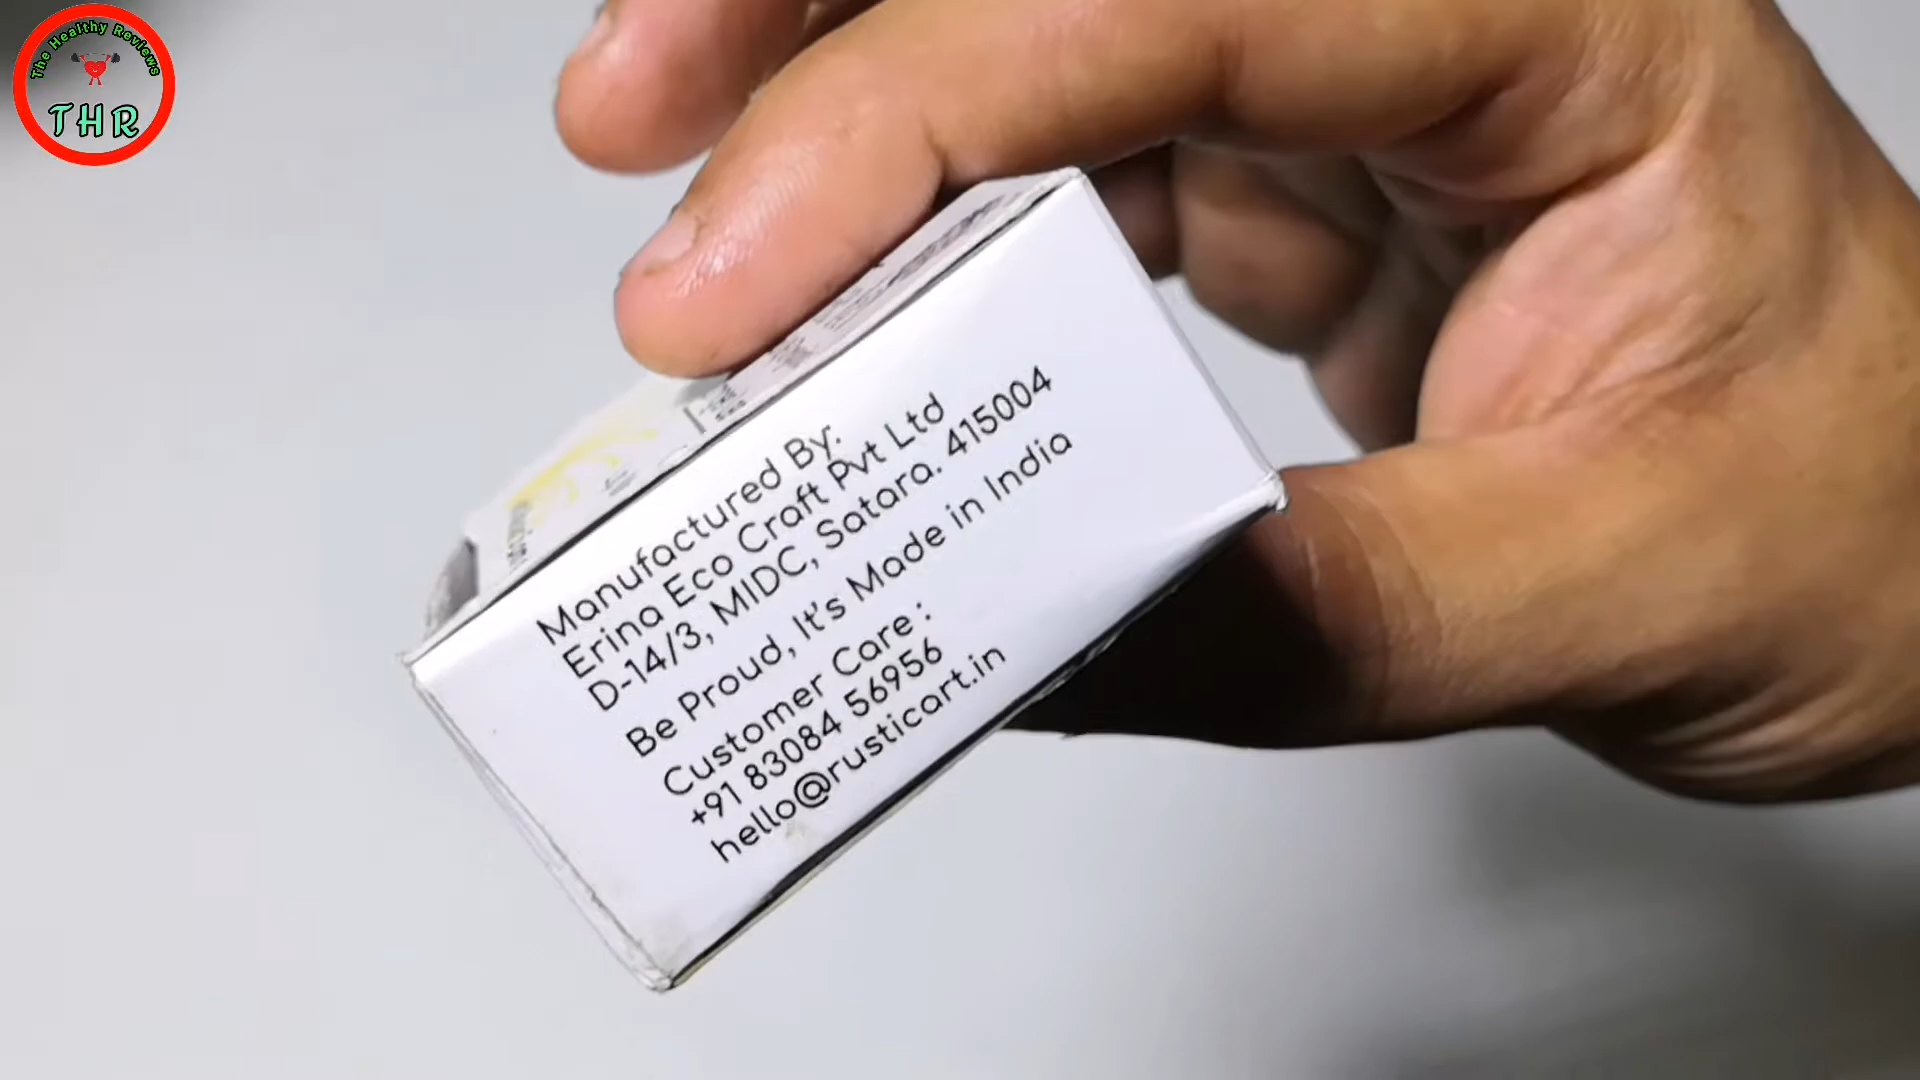 The Healthy Reviews
THR
Manufactured By:
Erina Eco Craft Pvt Ltd
D-14/3, MIDC, Satara. 415004
Be Proud, It's Made in India
Customer Care :
+91 83084 56956
hello@rusticart.in